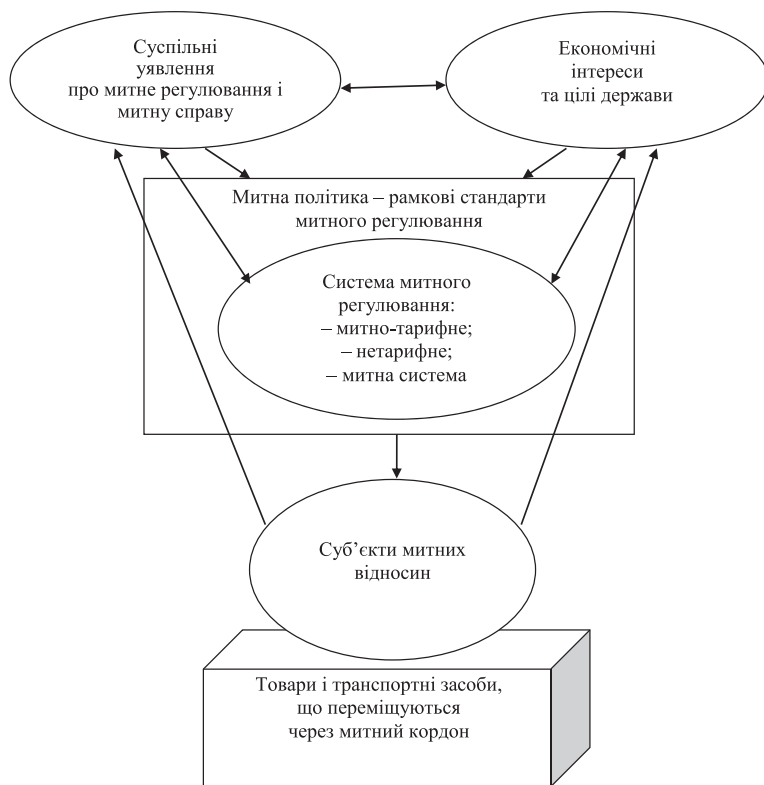 Суспільні
уявлення
про митне регулювання і
митну справу
Економічні
інтереси
та цілі держави
Митна політика – рамкові стандарти
митного регулювання
Система митного
регулювання:
– митно-тарифне;
– нетарифне;
– митна система
Суб’єкти митних
відносин
Товари і транспортні засоби,
що переміщуються
через митний кордон